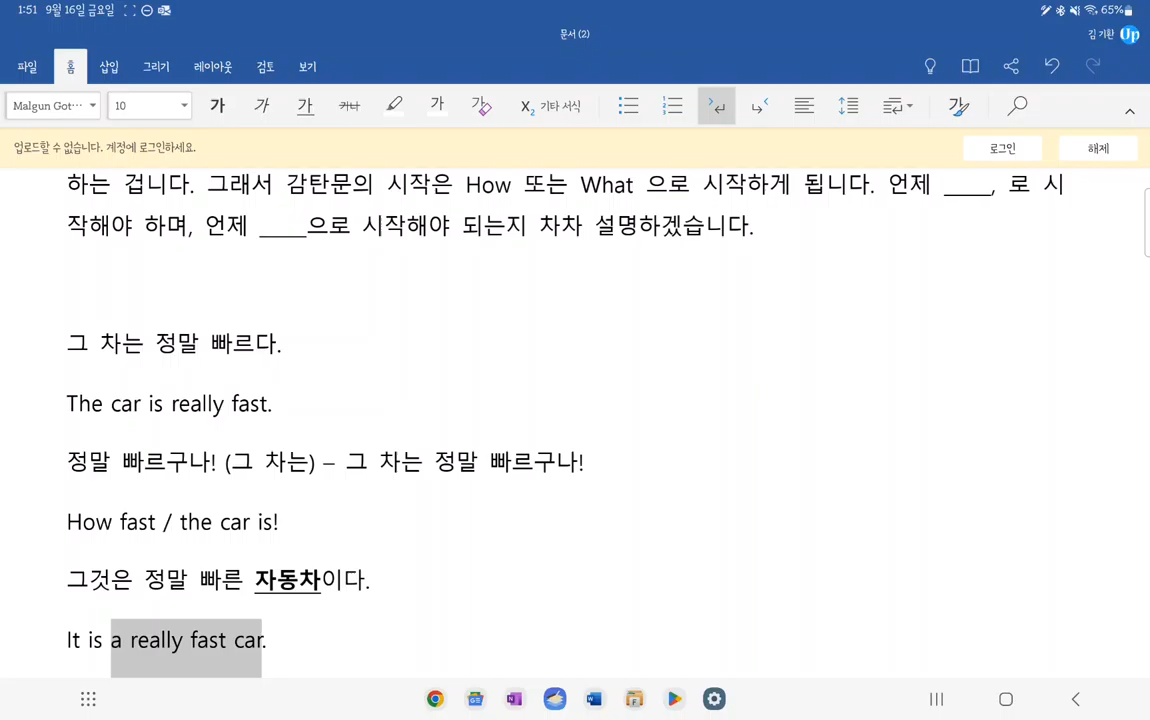 1:51 9월 16일 금요일 65%
문서 (2)
김 기환 Up
파일 홈 삽입 그리기 레이아웃 검토 보기
Malgun Got··· 10 가 가 가 가나 가 가 X₂ 기타 서식 가
업로드할 수 없습니다. 계정에 로그인하세요. 로그인 해제
하는 겁니다. 그래서 감탄문의 시작은 How 또는 What 으로 시작하게 됩니다. 언제 ____, 로 시
작해야 하며, 언제 ____으로 시작해야 되는지 차차 설명하겠습니다.
그 차는 정말 빠르다.
The car is really fast.
정말 빠르구나! (그 차는) – 그 차는 정말 빠르구나!
How fast / the car is!
그것은 정말 빠른 자동차이다.
It is a really fast car.